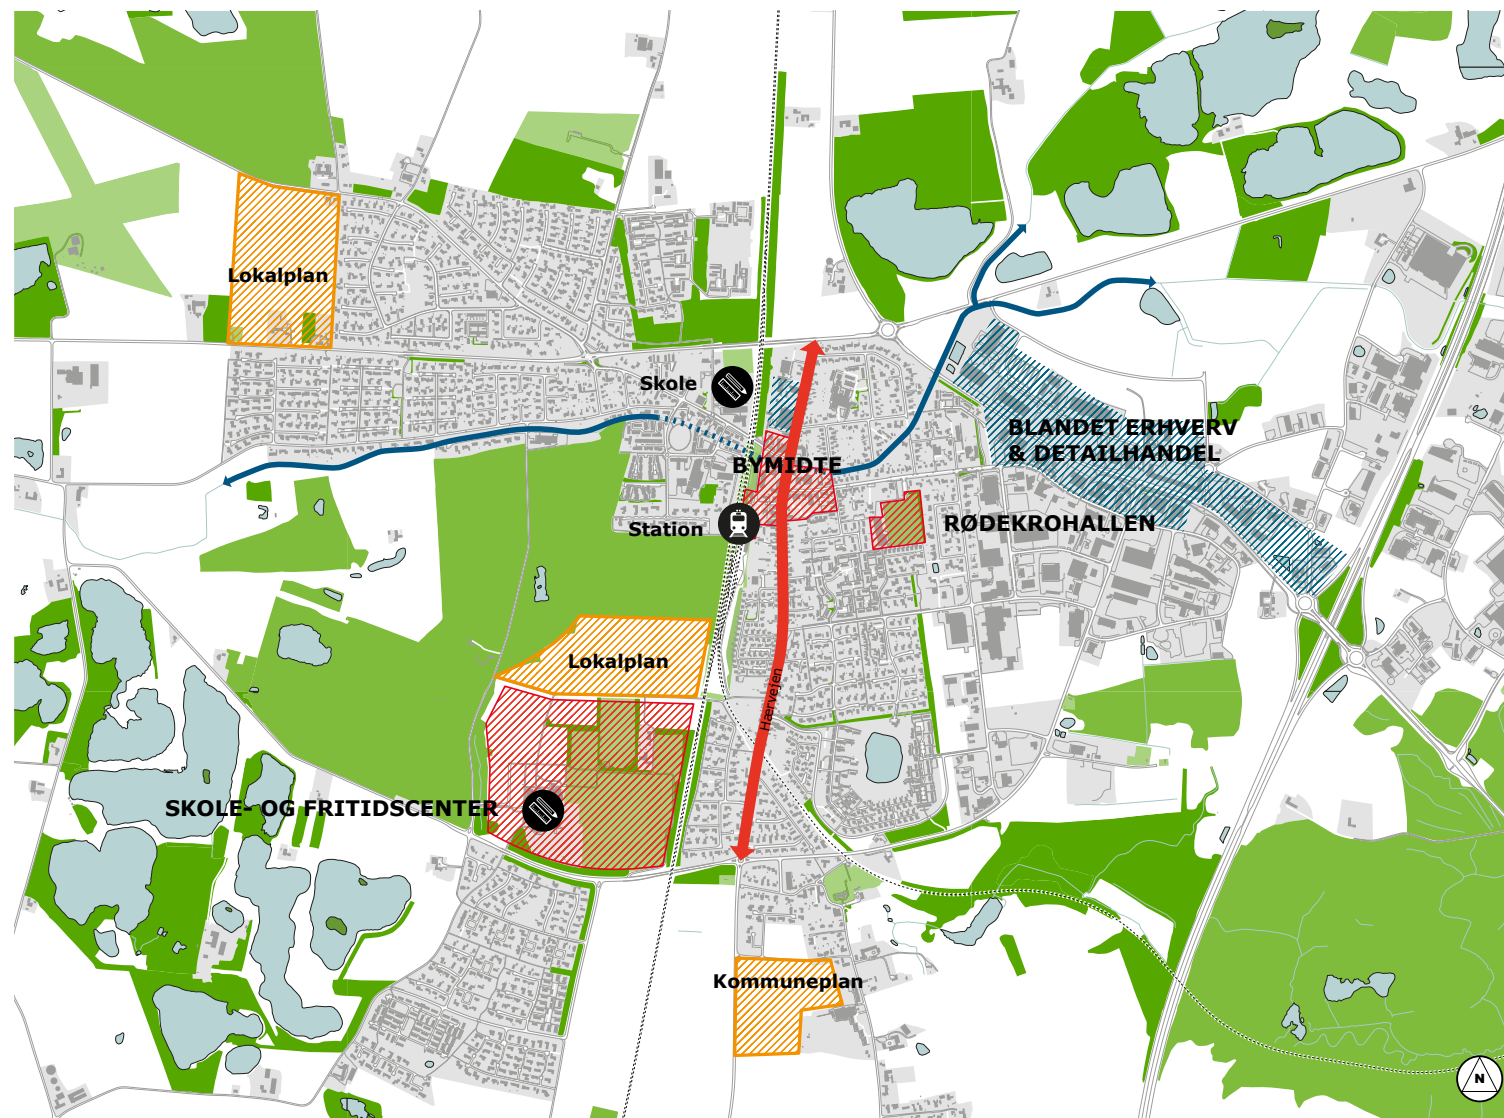 Lokalplan
Skole
BLANDET ERHVERV
& DETAILHANDEL
BYMIDTE
Station
RØDEKROHALLEN
Lokalplan
Hærvejen
SKOLE- OG FRITIDSCENTER
Kommuneplan
N